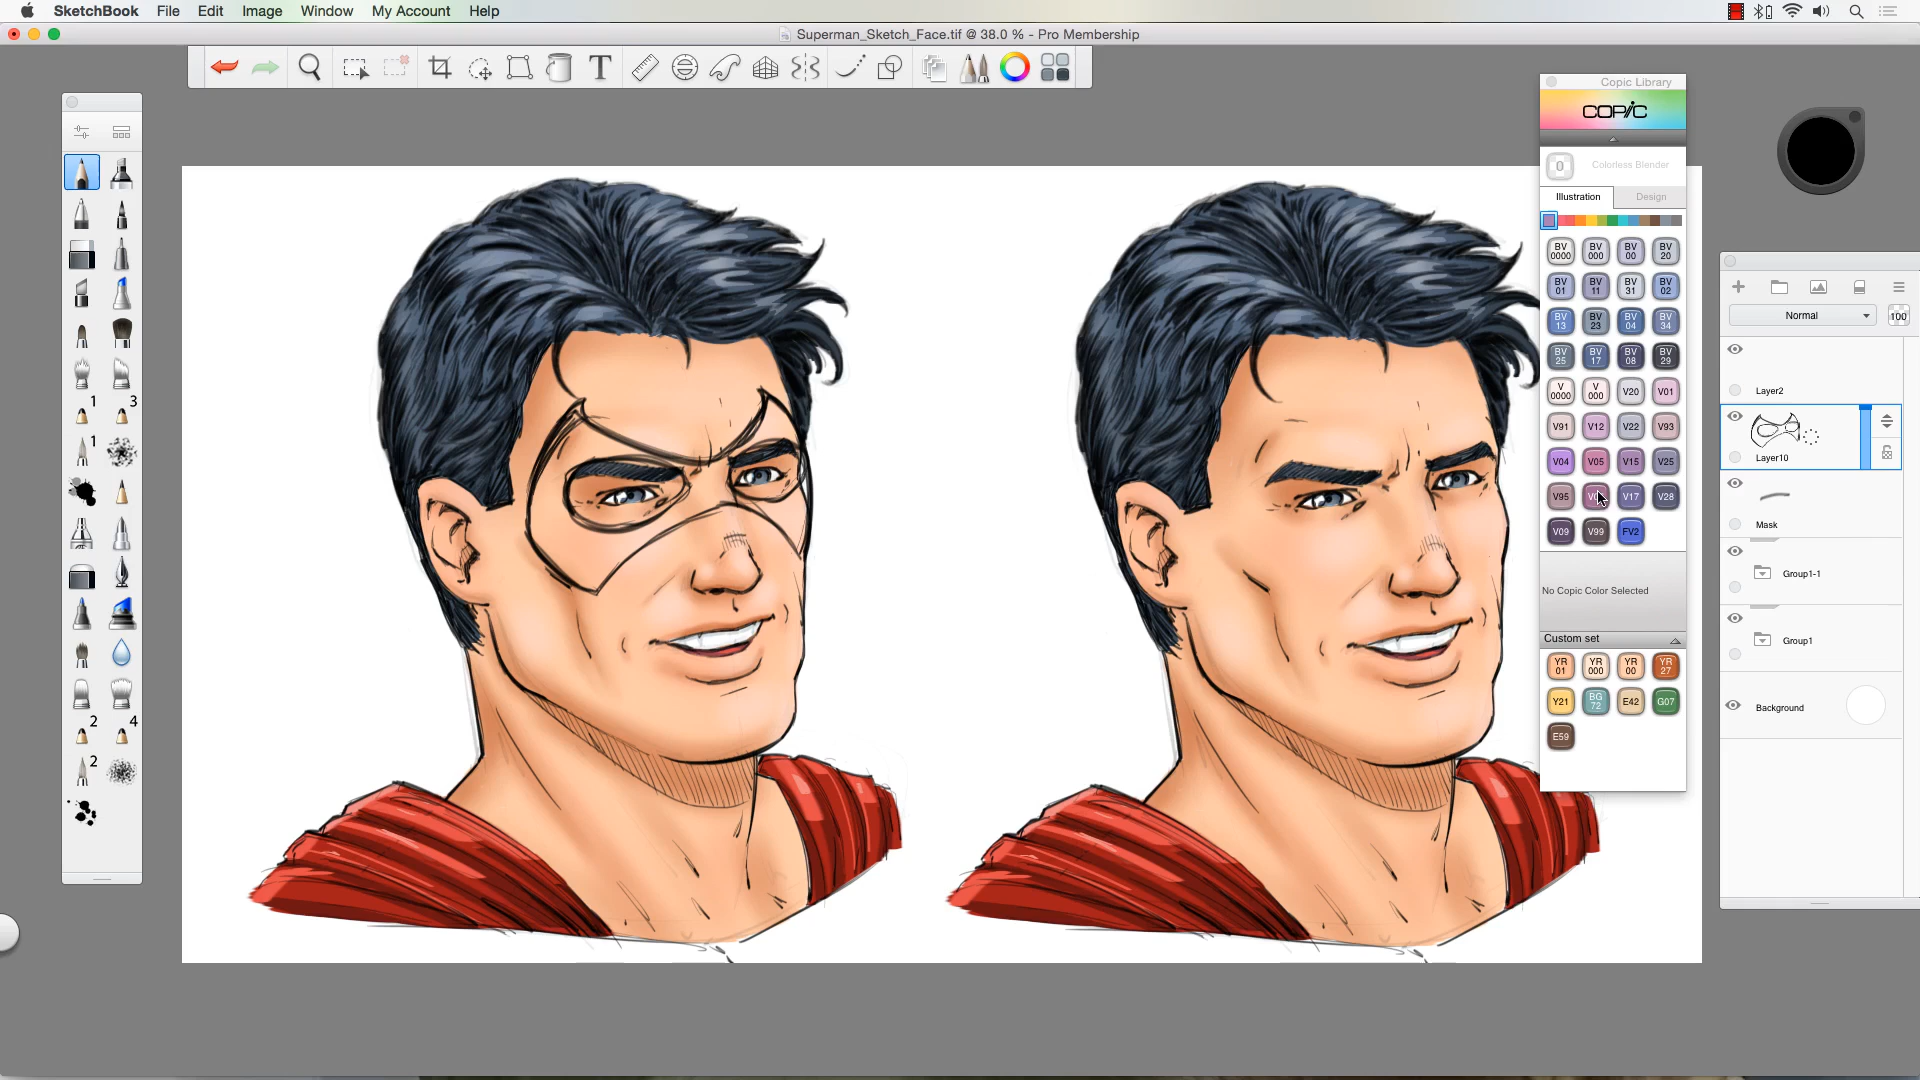 SketchBook File Edit Image Window My Account Help
Superman_Sketch_Face.tif @ 38.0 % - Pro Membership
T
Copic Library
COPIC
0 Colorless Blender
Illustration Design
BV 0000 BV 000 BV 00 BV 20
BV 01 BV 11 BV 31 BV 02
BV 13 BV 23 BV 04 BV 34
BV 25 BV 17 BV 08 BV 29
V 0000 V 000 V20 V01
V91 V12 V22 V93
V04 V05 V15 V25
V95 V17 V28
V09 V99 FV2
No Copic Color Selected
Custom set
YR 01 YR 000 YR 00 YR 27
Y21 BG 72 E42 G07
E59
1 3
1
2 4
2
Normal 100
Layer2
Layer10
Mask
Group1-1
Group1
Background